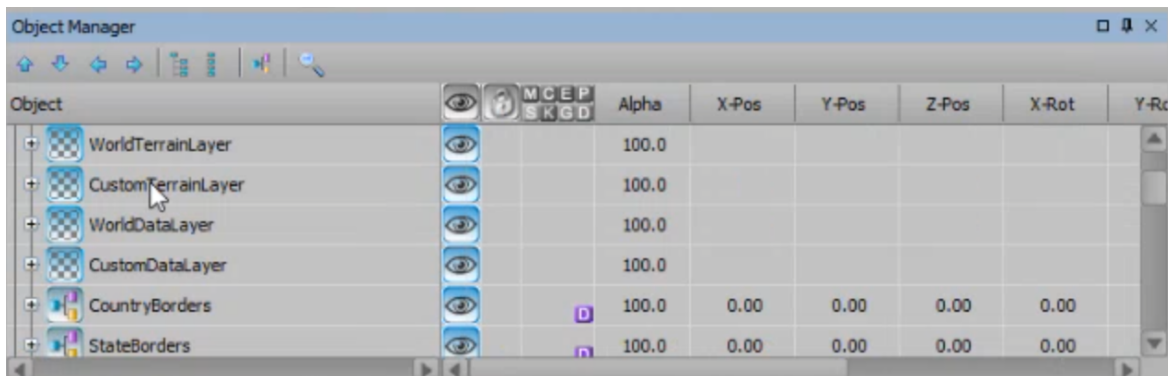 Object Manager
Object M C E P Alpha X-Pos Y-Pos Z-Pos X-Rot Y-Ro
S K G D
WorldTerrainLayer 100.0
CustomTerrainLayer 100.0
WorldDataLayer 100.0
CustomDataLayer 100.0
CountryBorders D 100.0 0.00 0.00 0.00 0.00
StateBorders D 100.0 0.00 0.00 0.00 0.00